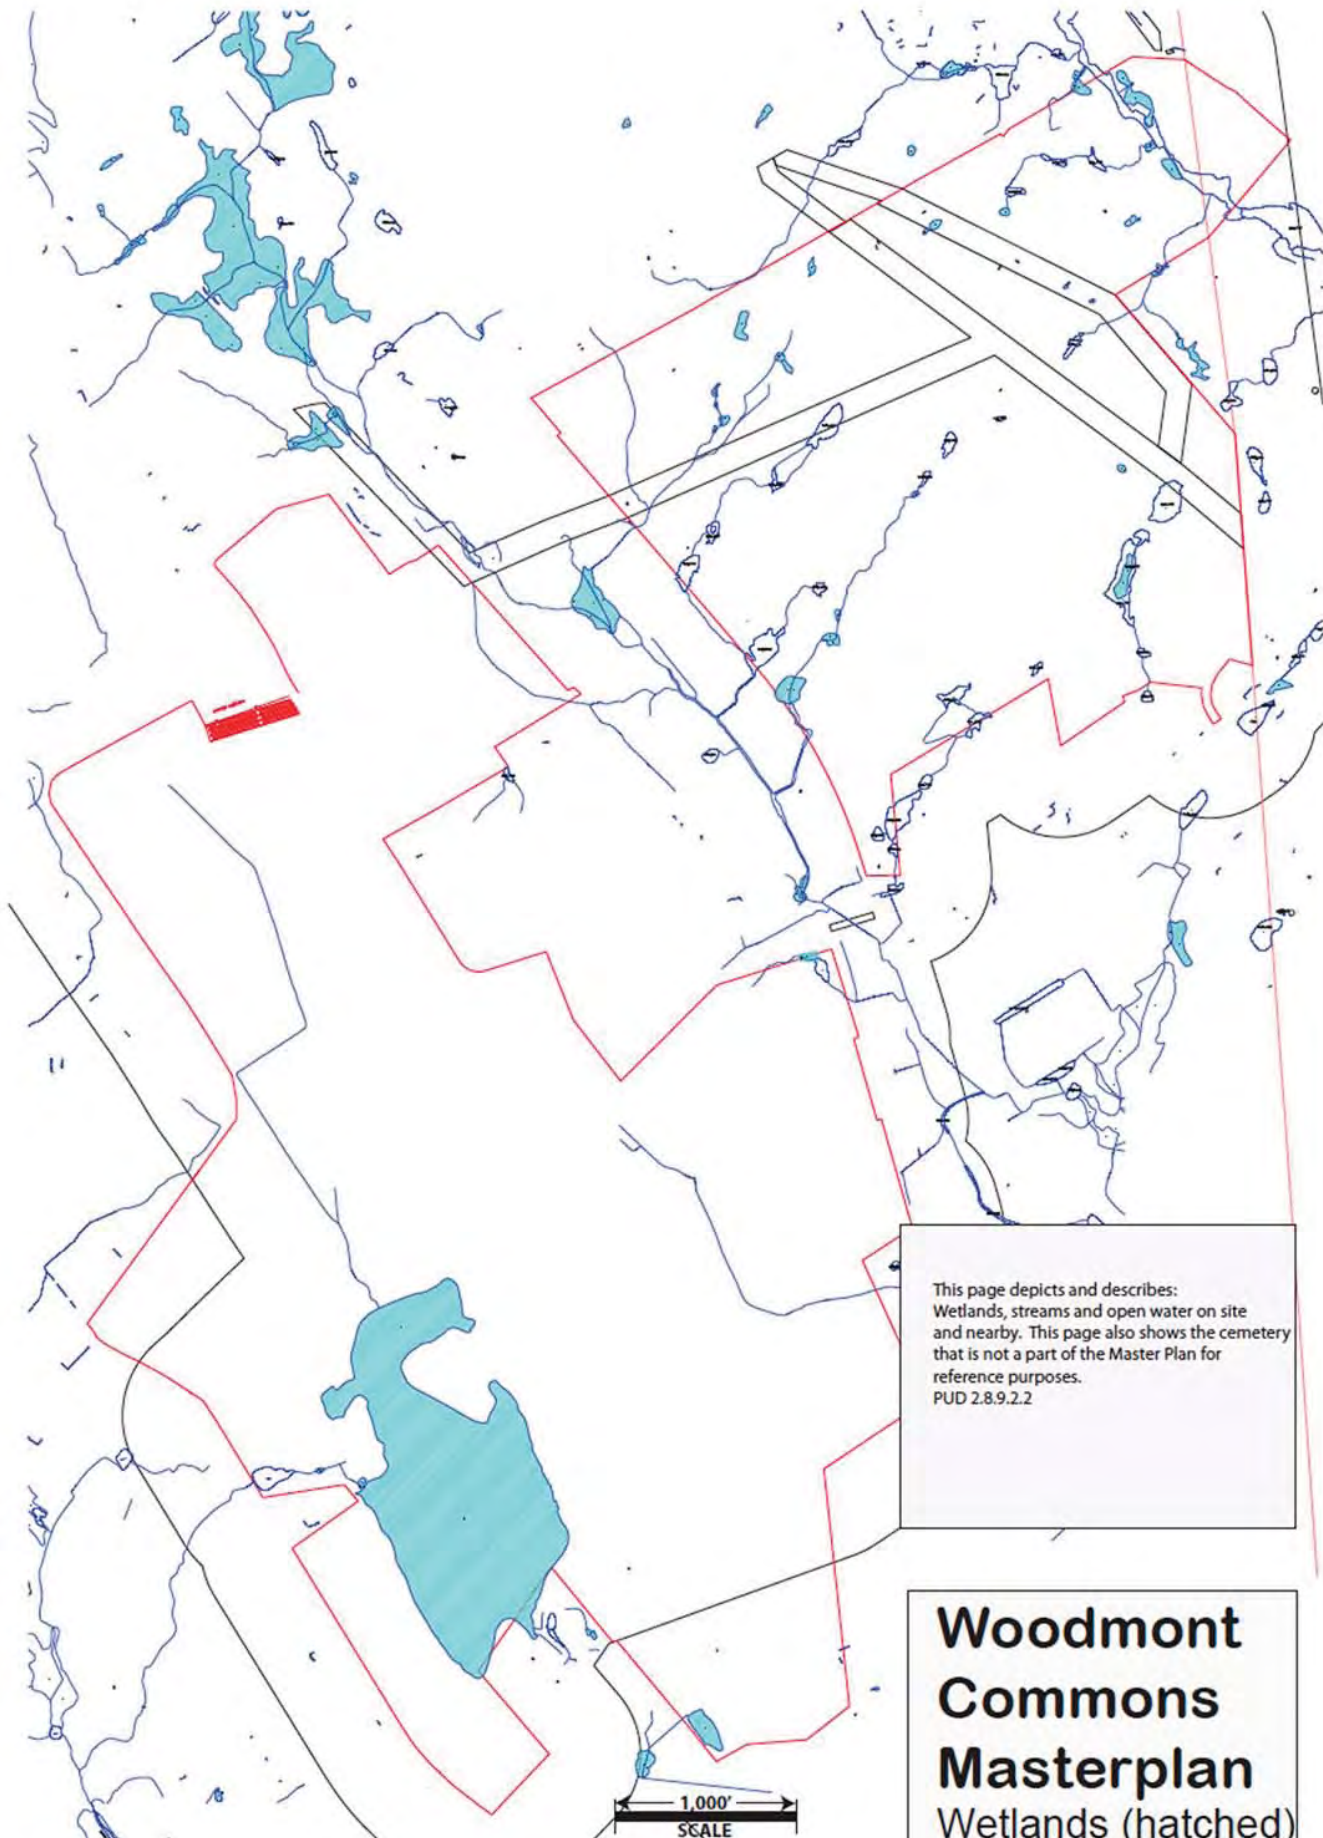 This page depicts and describes:
Wetlands, streams and open water on site
and nearby. This page also shows the cemetery
that is not a part of the Master Plan for
reference purposes.
PUD 2.8.9.2.2
Woodmont
Commons
Masterplan
Wetlands (hatched)
1,000'
SCALE